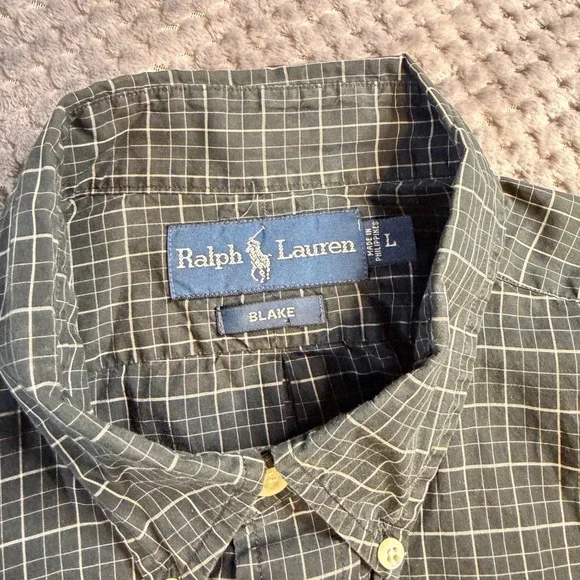 Ralph Lauren
MADE IN
PHILIPPINES
L
BLAKE